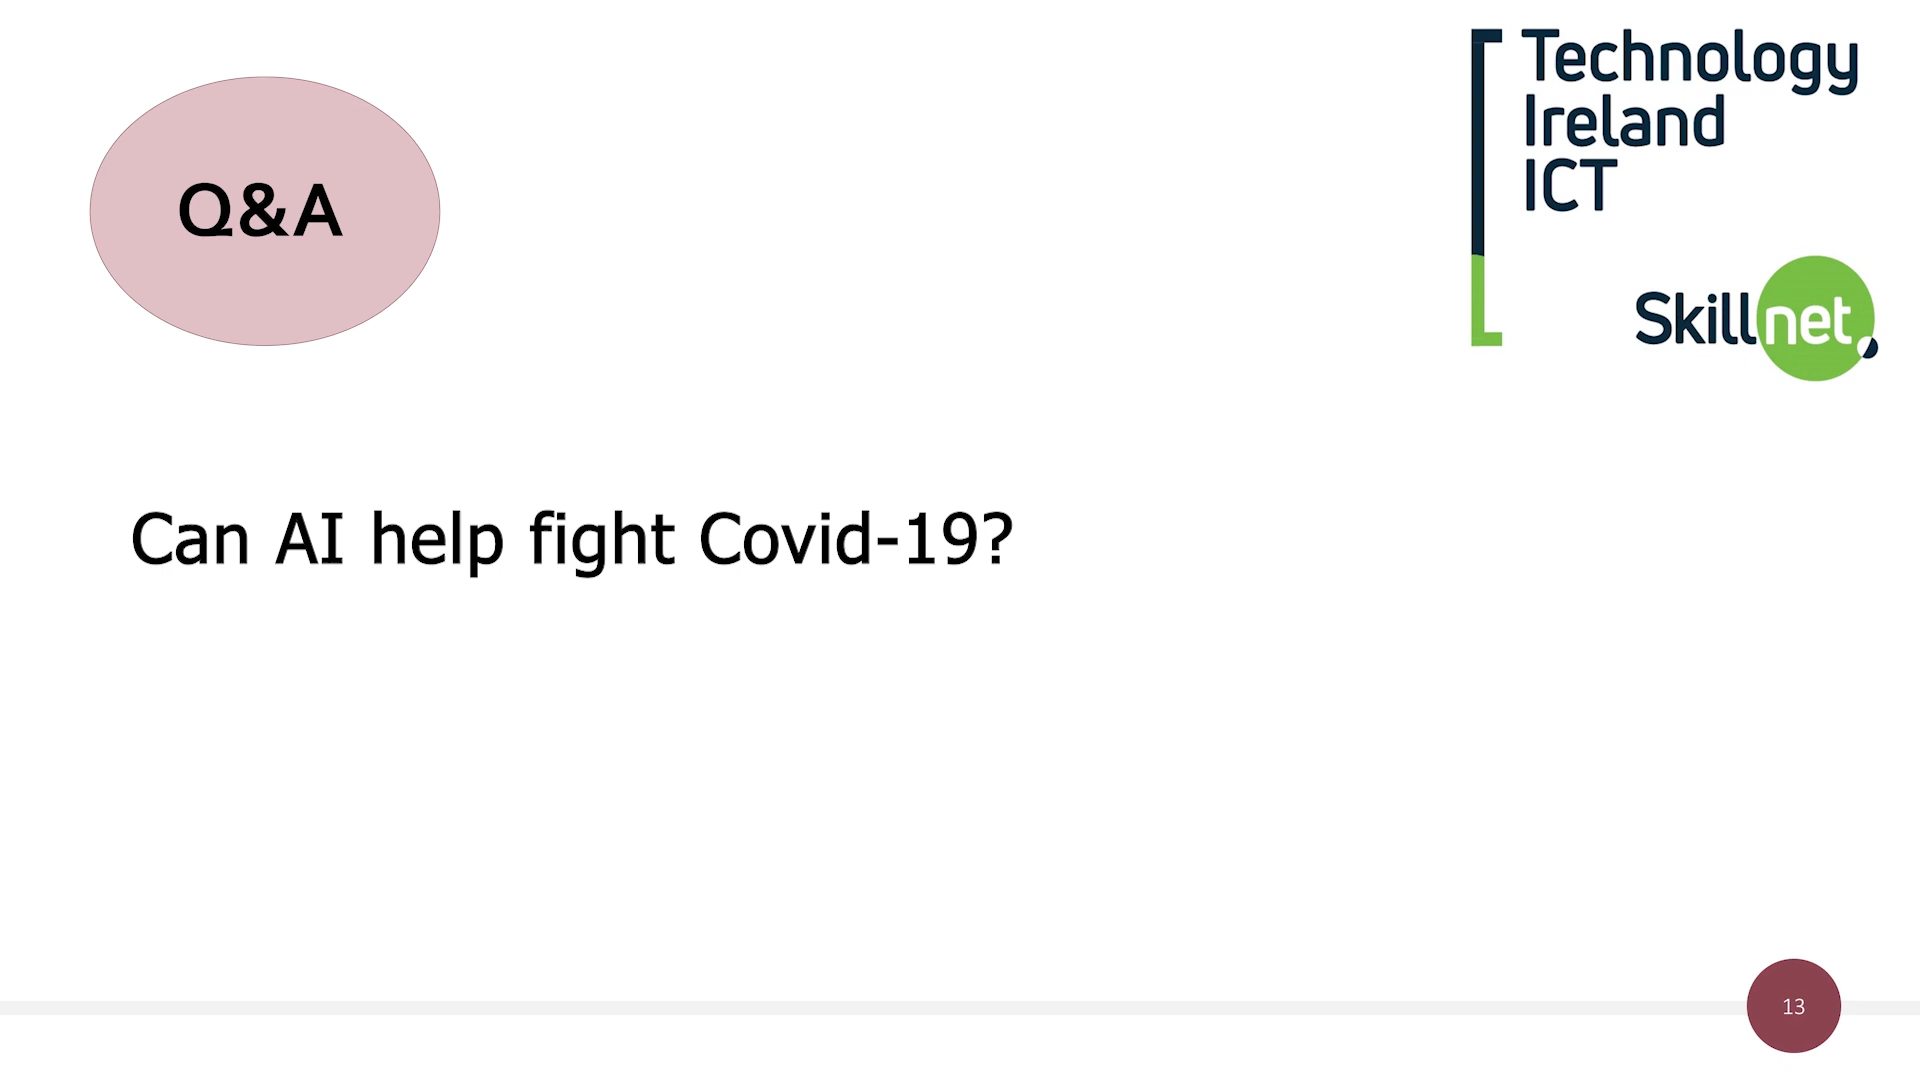 Q&A
Technology
Ireland
ICT
Skillnet
Can AI help fight Covid-19?
13